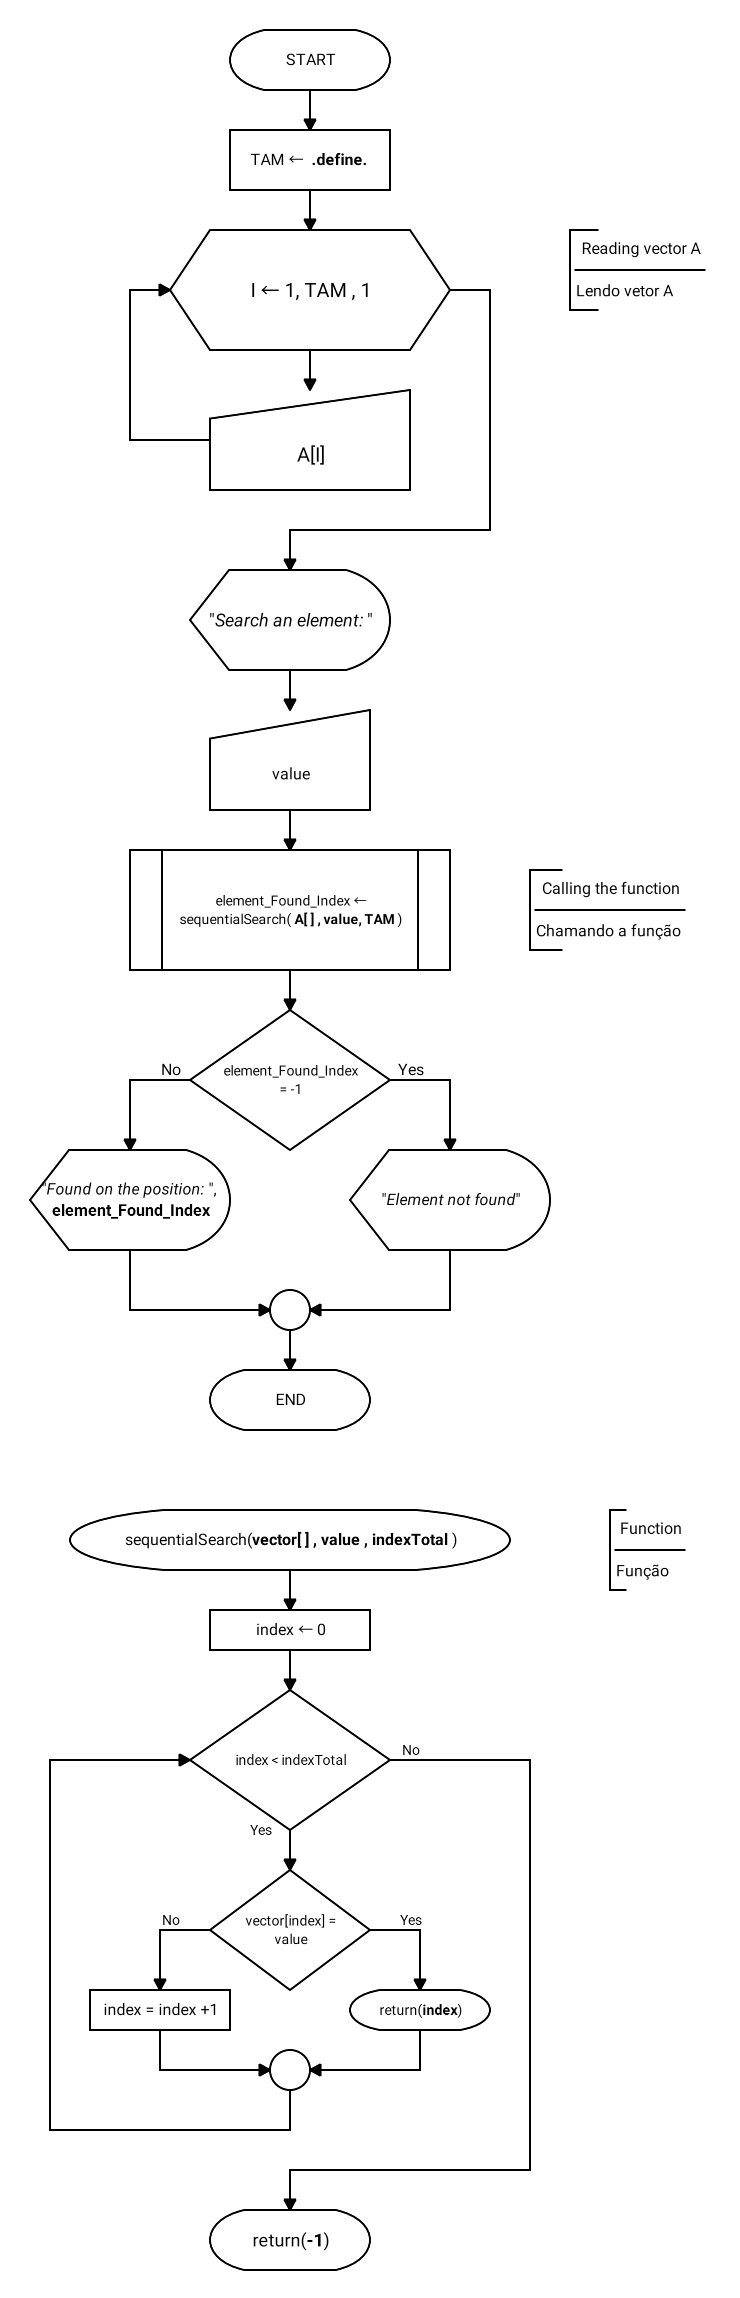 START
TAM ← .define.
I ← 1, TAM , 1
Reading vector A
Lendo vetor A
A[I]
"Search an element: "
value
element_Found_Index ←
sequentialSearch( A[ ] , value, TAM )
Calling the function
Chamando a função
No
Yes
element_Found_Index
= -1
"Found on the position: ",
element_Found_Index
"Element not found"
END
sequentialSearch(vector[ ] , value , indexTotal )
Function
Função
index ← 0
index < indexTotal
No
Yes
vector[index] =
value
No
Yes
index = index +1
return(index)
return(-1)